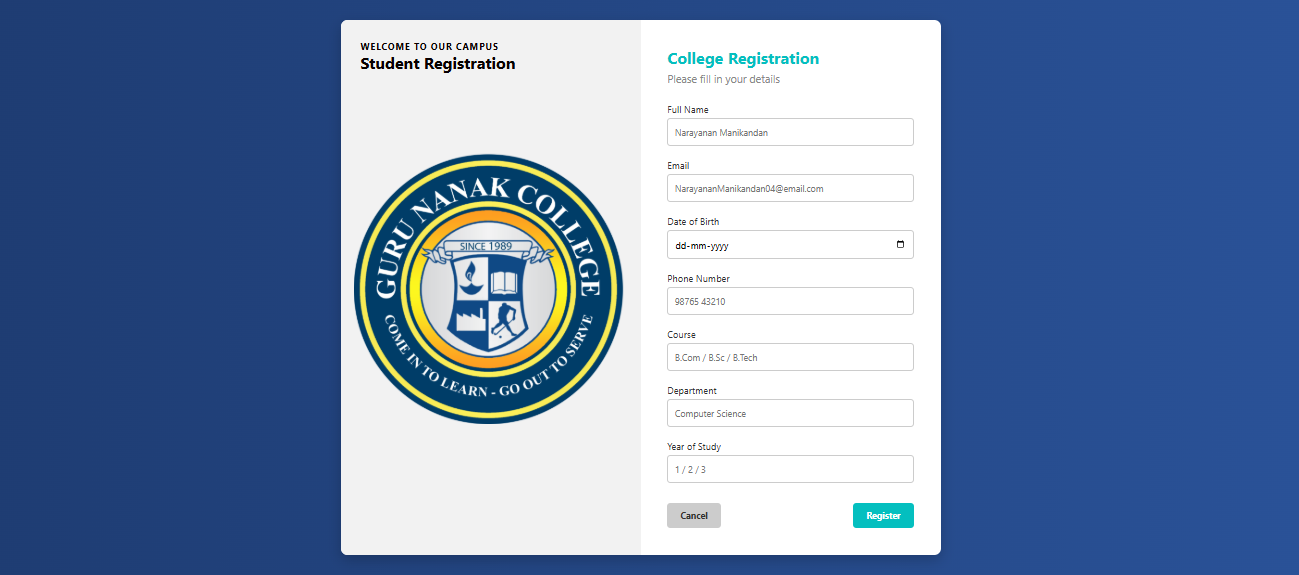 WELCOME TO OUR CAMPUS
Student Registration
GURU NANAK COLLEGE
SINCE 1989
COME IN TO LEARN - GO OUT TO SERVE
College Registration
Please fill in your details
Full Name
Narayanan Manikandan
Email
NarayananManikandan04@email.com
Date of Birth
dd-mm-yyyy
Phone Number
98765 43210
Course
B.Com / B.Sc / B.Tech
Department
Computer Science
Year of Study
1 / 2 / 3
Cancel
Register